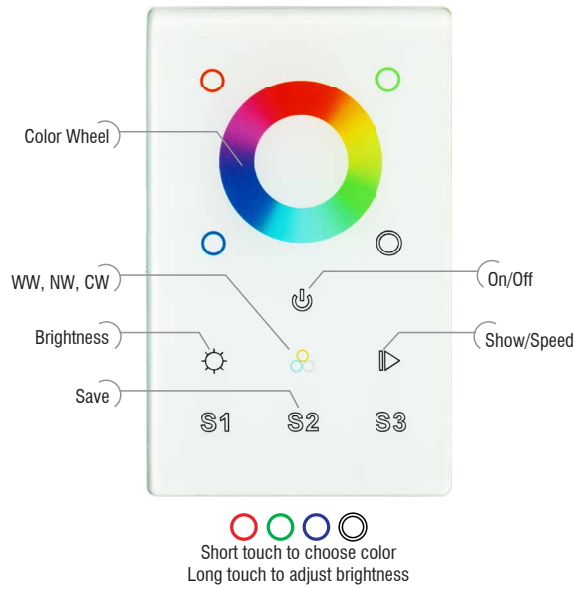 Color Wheel
WW, NW, CW
On/Off
Brightness
Show/Speed
Save
S1 S2 S3
Short touch to choose color
Long touch to adjust brightness